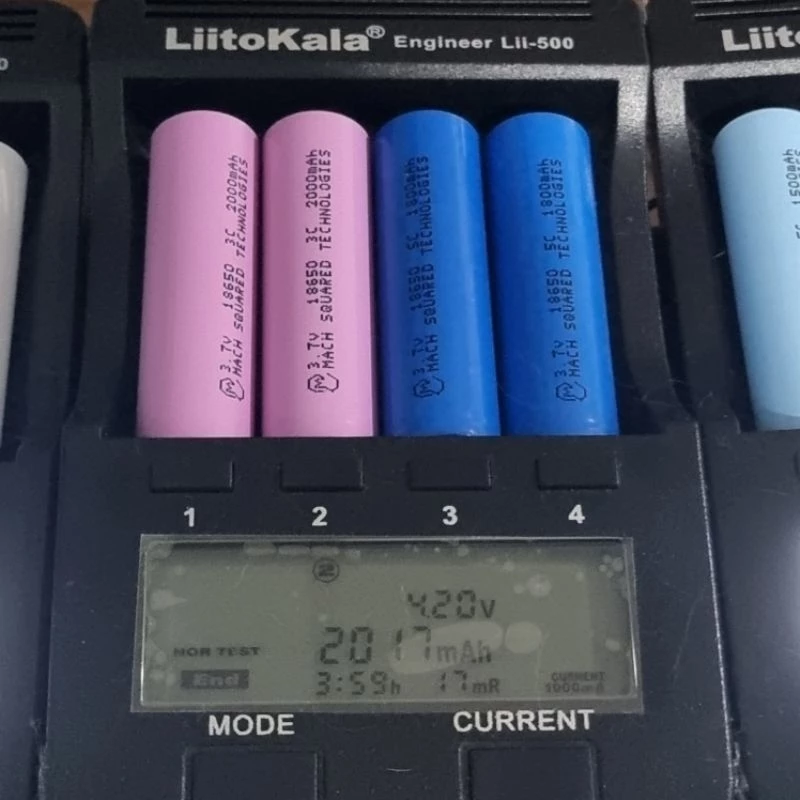 LiitoKala® Engineer Lii-500
3.7v 18650 3C 2000mAh
MACH SQUARED TECHNOLOGIES
3.7v 18650 3C 2000mAh
MACH SQUARED TECHNOLOGIES
3.7v 18650 5C 1800mAh
MACH SQUARED TECHNOLOGIES
3.7v 18650 5C 1800mAh
MACH SQUARED TECHNOLOGIES
1500mAh
1 2 3 4
2
4.20v
NOR TEST 2017mAh
End 3:59h 17mR CURRENT 1000mA
MODE CURRENT